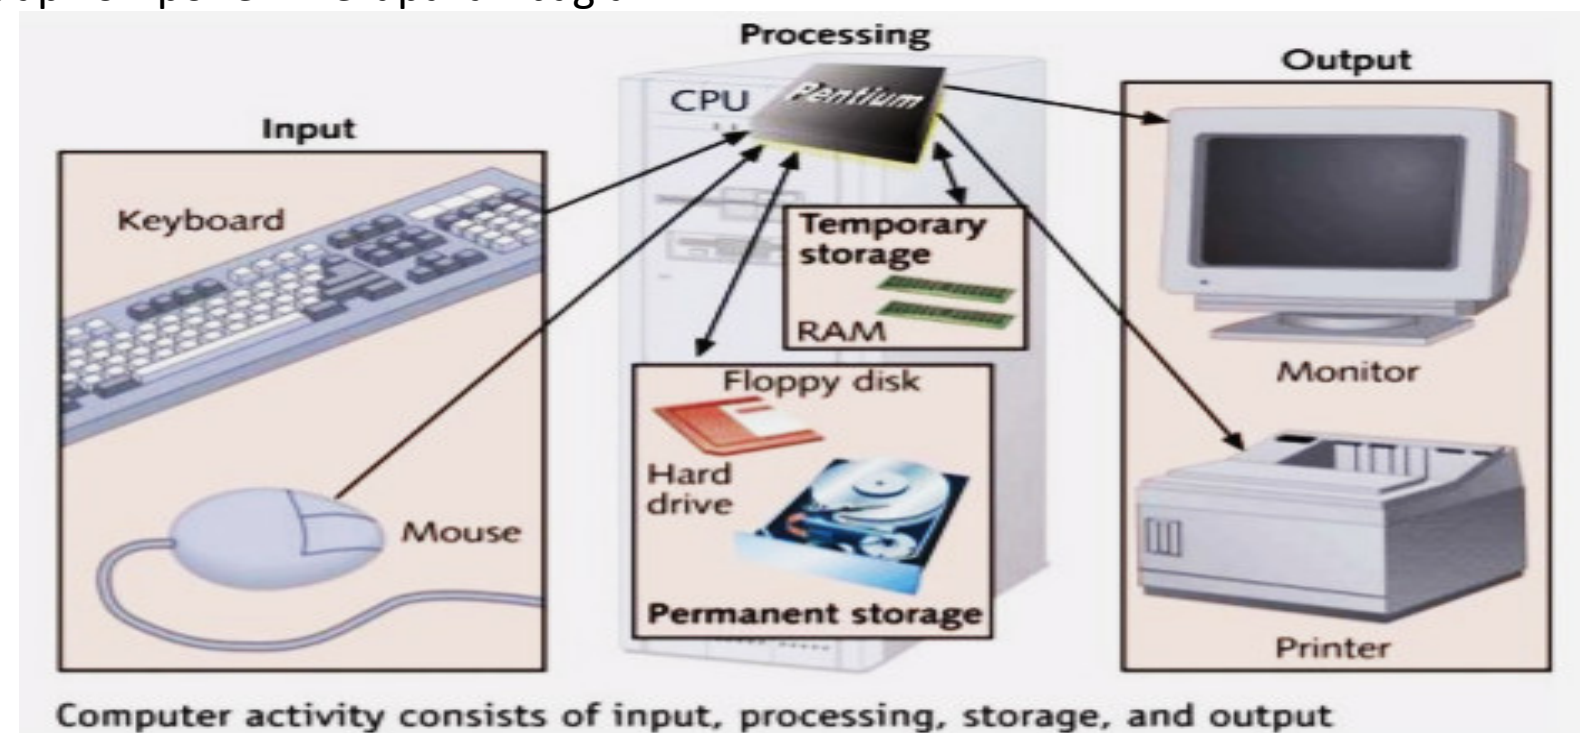 Processing
Output
CPU
Pentium
Input
Keyboard
Temporary
storage
RAM
Floppy disk
Monitor
Hard
drive
Mouse
Permanent storage
Printer
Computer activity consists of input, processing, storage, and output